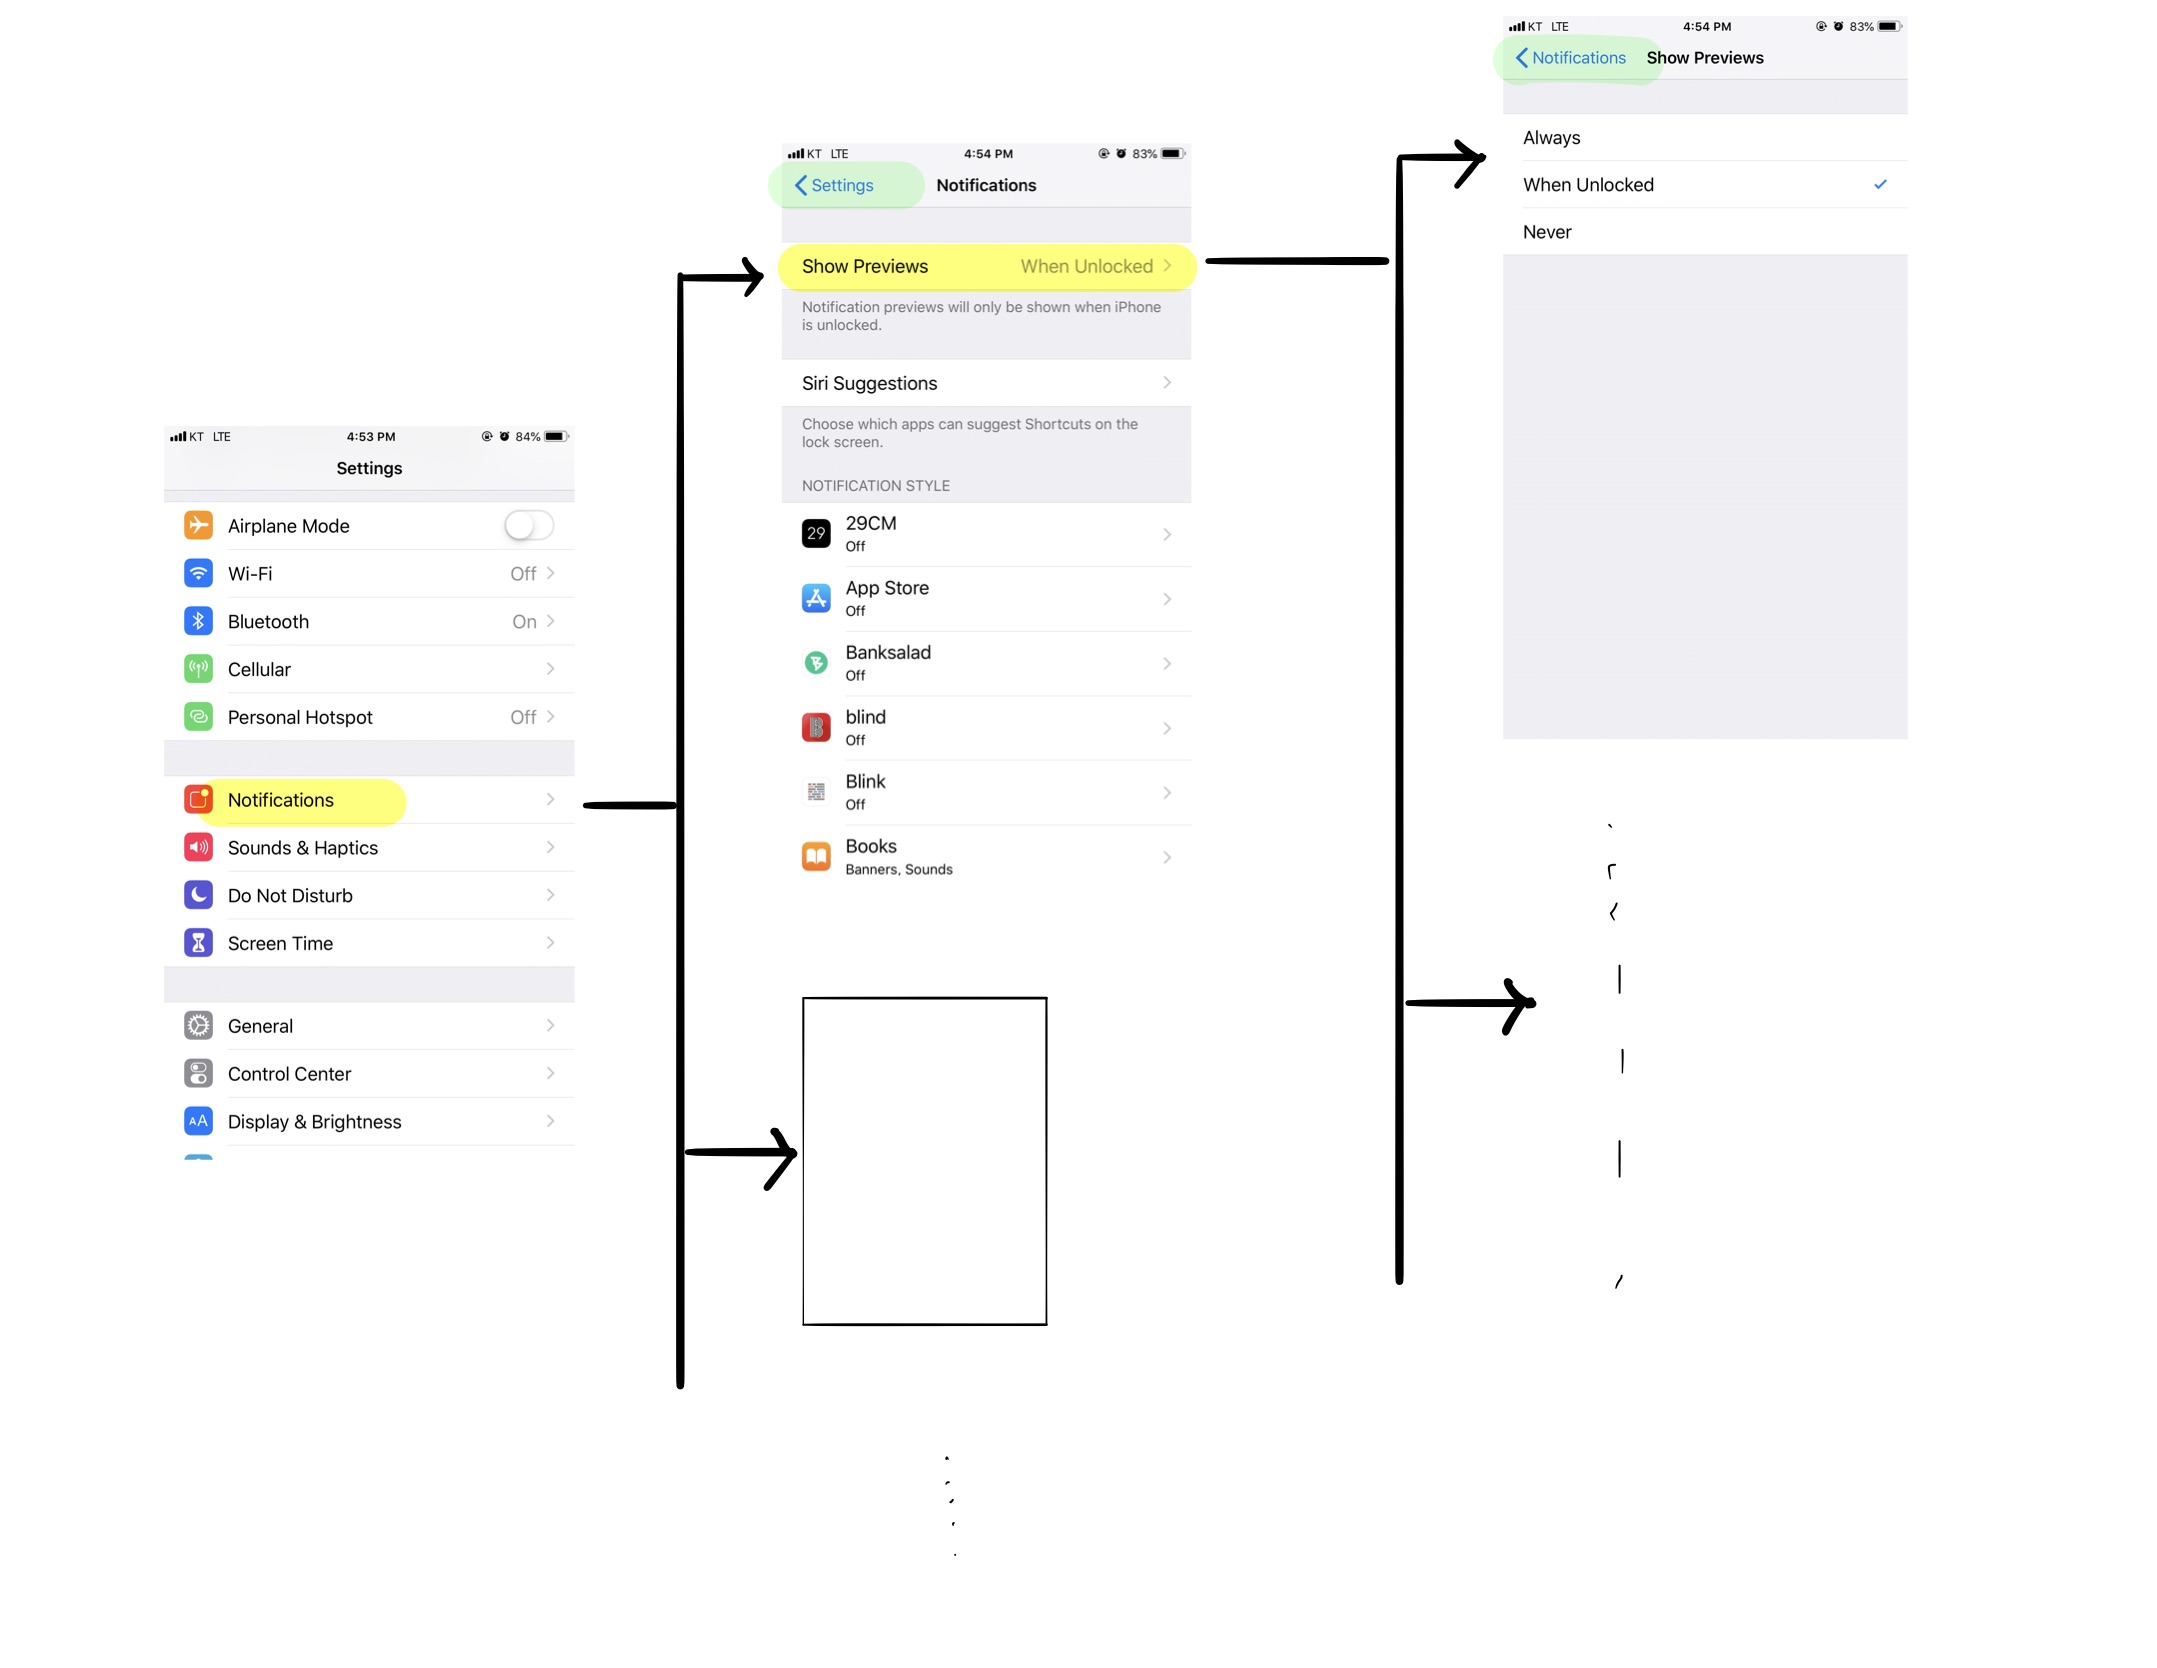 KT LTE 4:53 PM 84%
Settings
Airplane Mode
Wi-Fi Off
Bluetooth On
Cellular
Personal Hotspot Off
Notifications
Sounds & Haptics
Do Not Disturb
Screen Time
General
Control Center
AA Display & Brightness
KT LTE 4:54 PM 83%
Settings Notifications
Show Previews When Unlocked
Notification previews will only be shown when iPhone
is unlocked.
Siri Suggestions
Choose which apps can suggest Shortcuts on the
lock screen.
NOTIFICATION STYLE
29 29CM
Off
App Store
Off
Banksalad
Off
B blind
Off
Blink
Off
Books
Banners, Sounds
KT LTE 4:54 PM 83%
Notifications Show Previews
Always
When Unlocked
Never